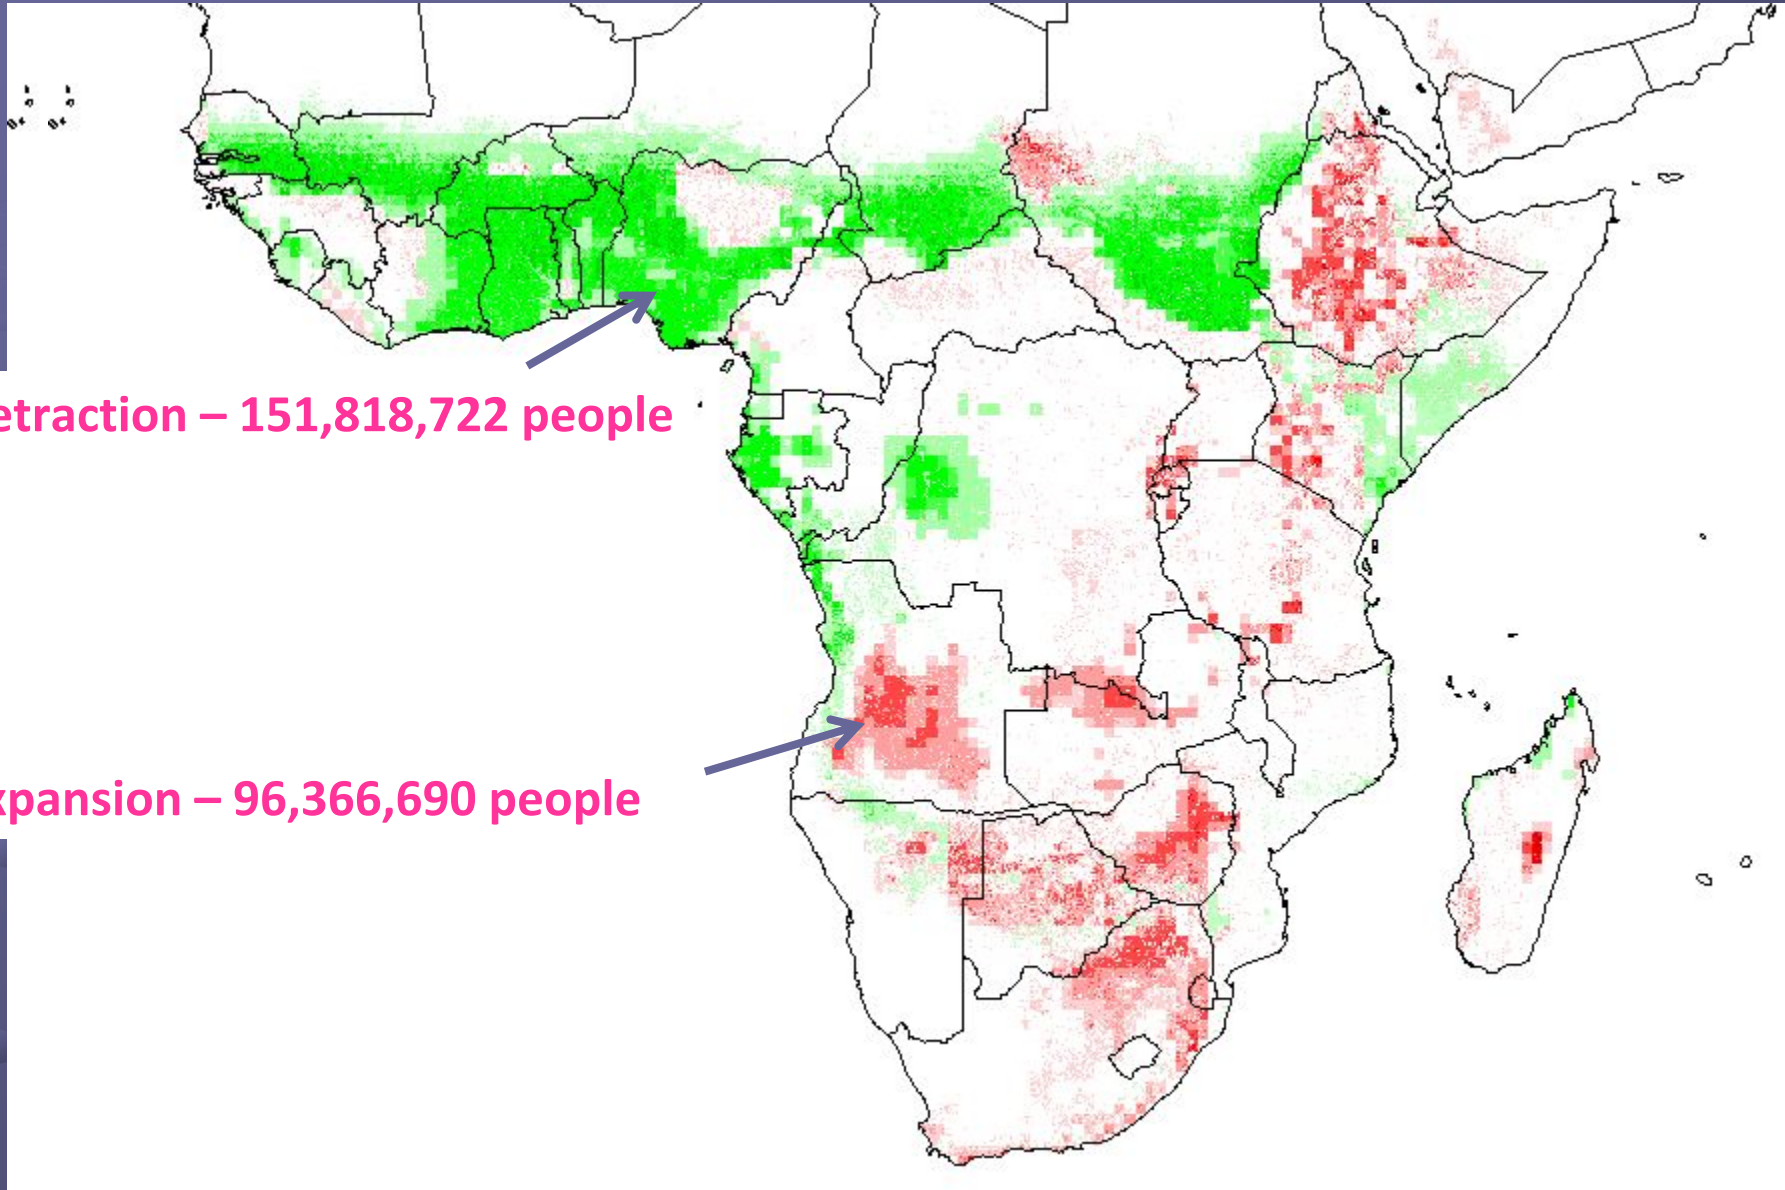 etraction – 151,818,722 people
xpansion – 96,366,690 people